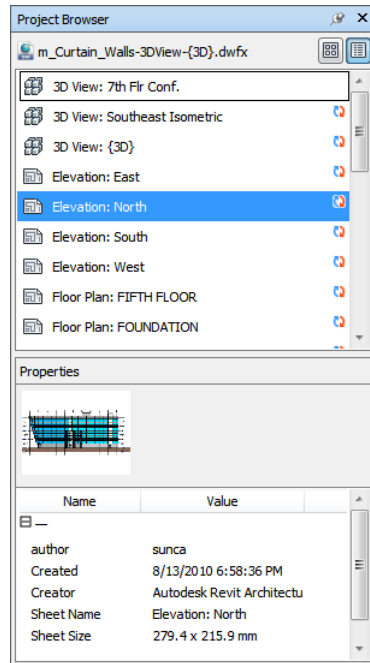 Project Browser
m_Curtain_Walls-3DView-{3D}.dwfx
3D View: 7th Flr Conf.
3D View: Southeast Isometric
3D View: {3D}
Elevation: East
Elevation: North
Elevation: South
Elevation: West
Floor Plan: FIFTH FLOOR
Floor Plan: FOUNDATION
Properties
Name Value
author sunca
Created 8/13/2010 6:58:36 PM
Creator Autodesk Revit Architectu
Sheet Name Elevation: North
Sheet Size 279.4 x 215.9 mm